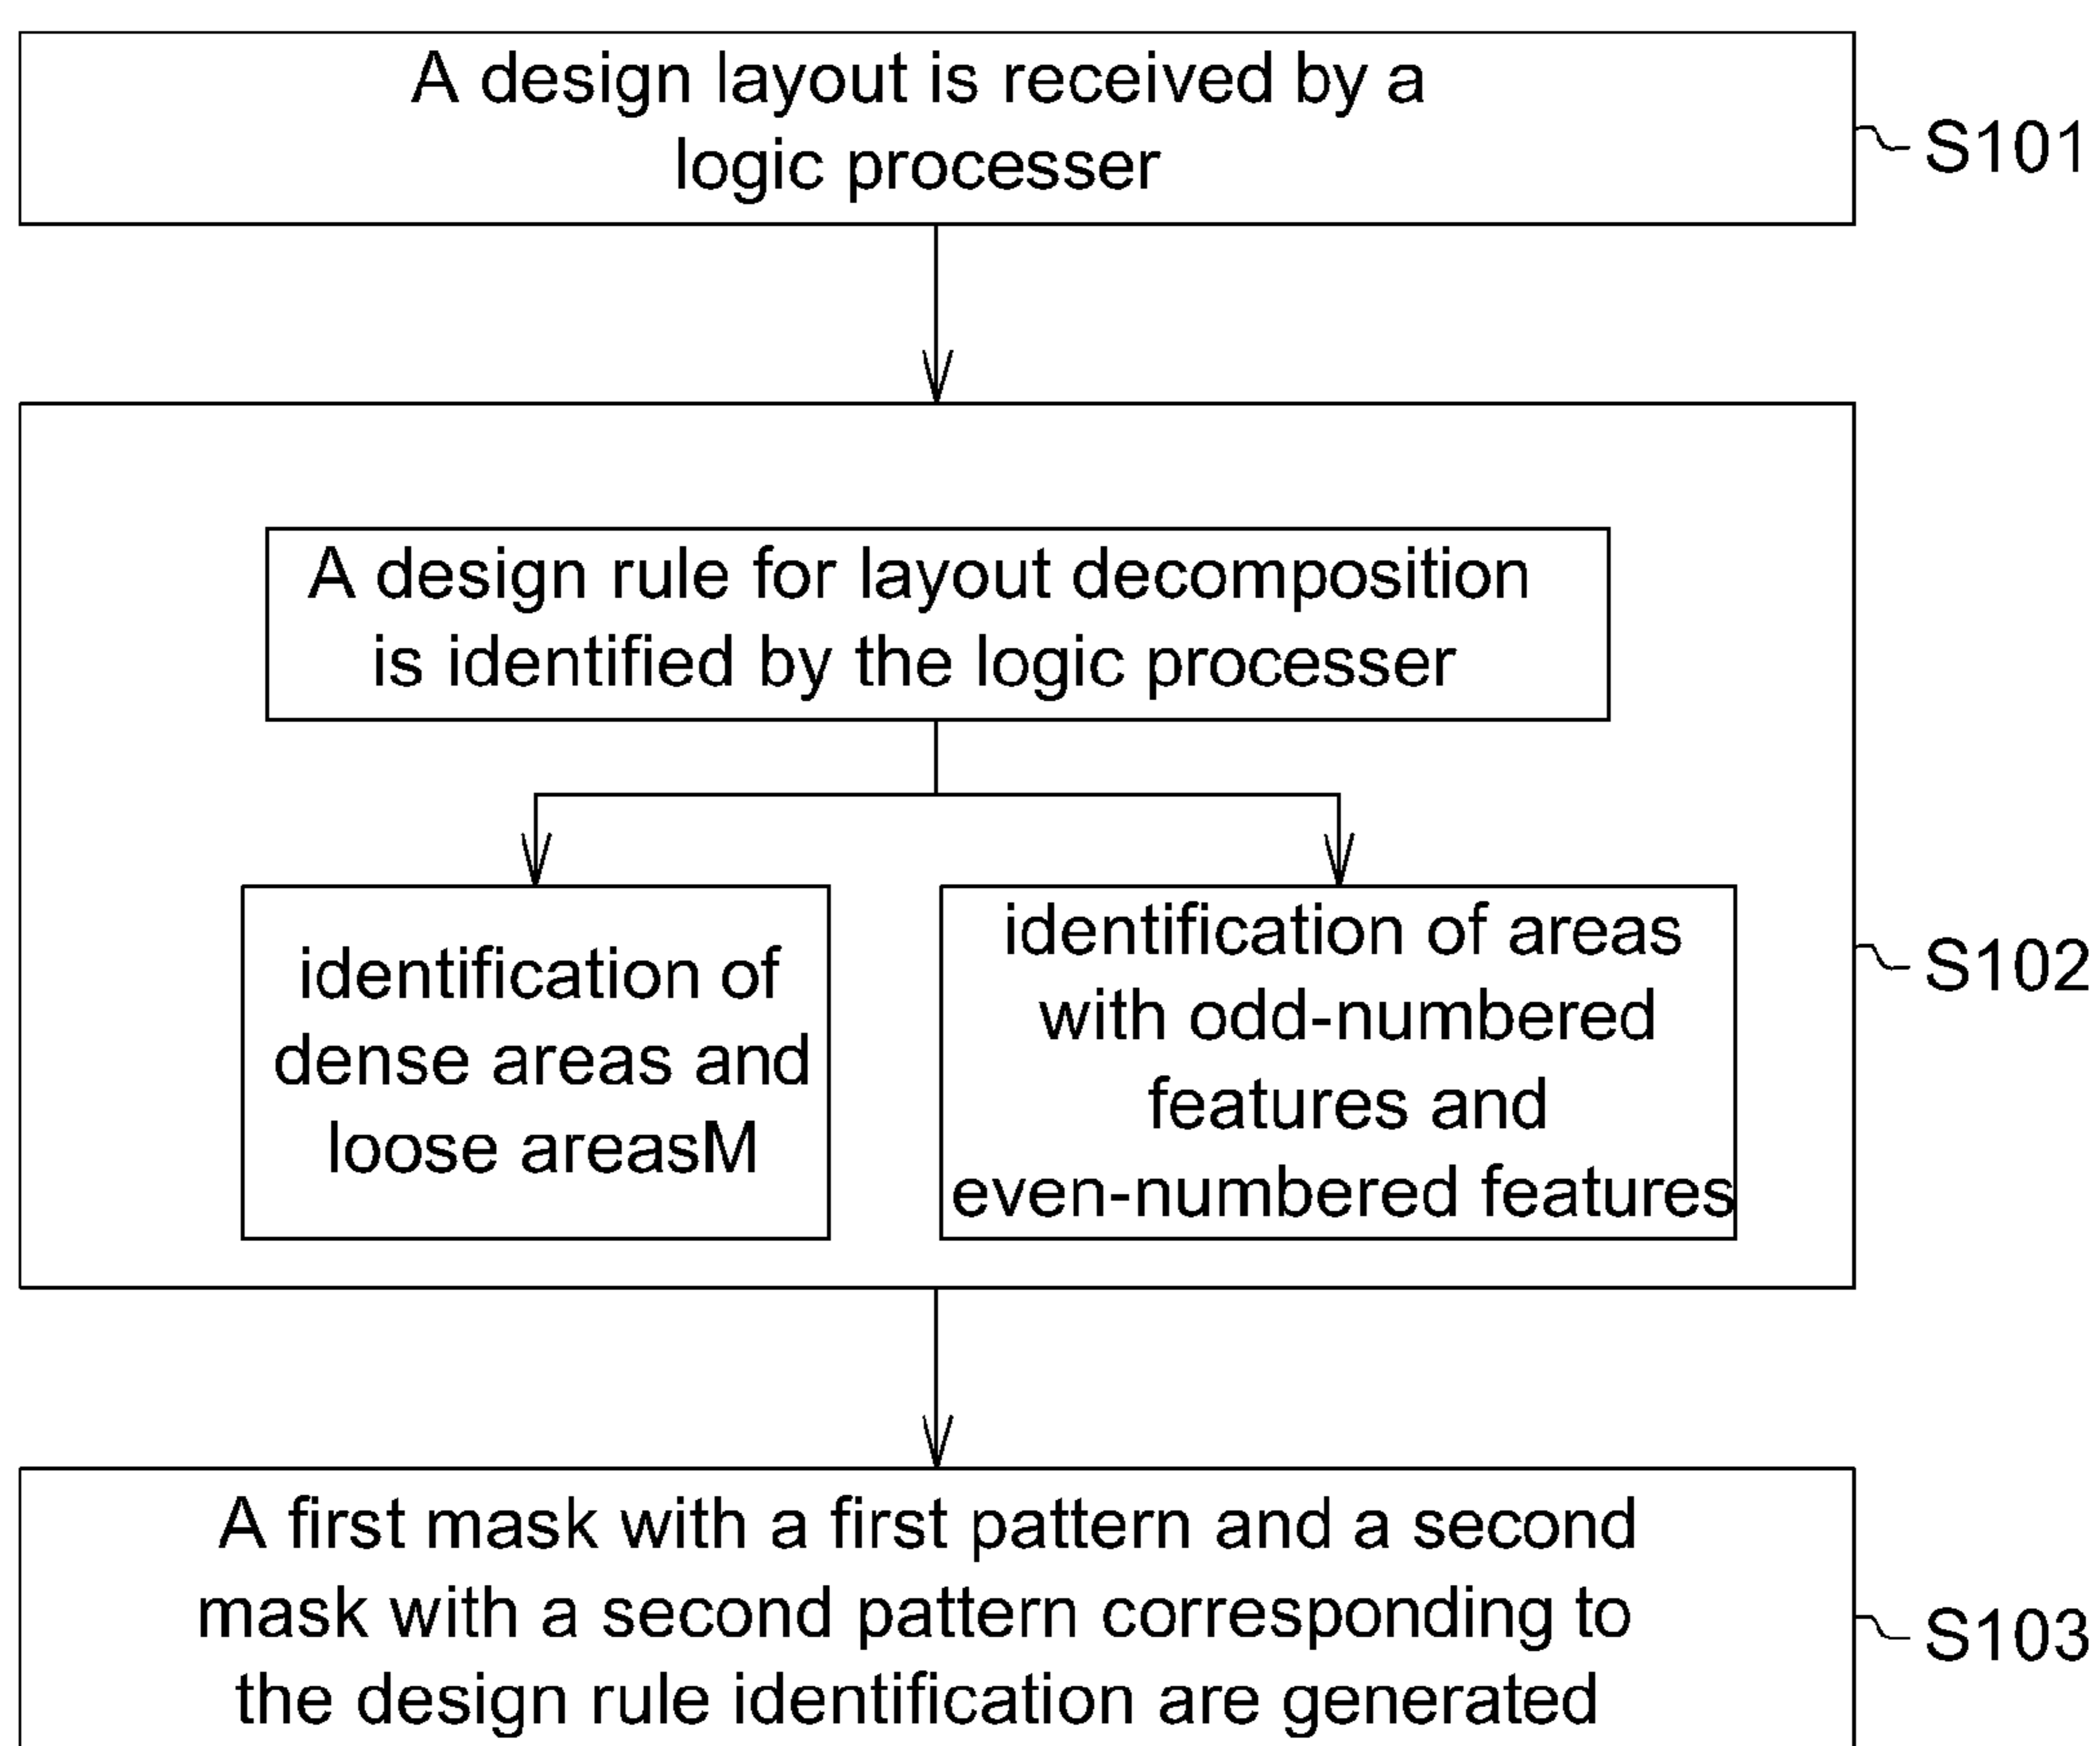 A design layout is received by a
logic processer
S101
A design rule for layout decomposition
is identified by the logic processer
identification of
dense areas and
loose areasM
identification of areas
with odd-numbered
features and
even-numbered features
S102
A first mask with a first pattern and a second
mask with a second pattern corresponding to
the design rule identification are generated
S103